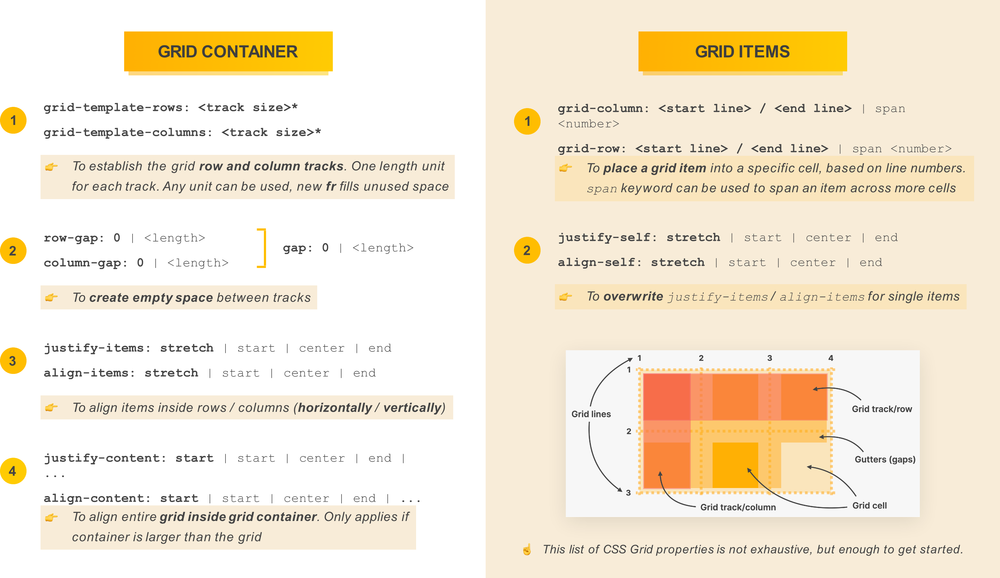 GRID CONTAINER
1
grid-template-rows: <track size>*
grid-template-columns: <track size>*
👉 To establish the grid row and column tracks. One length unit
for each track. Any unit can be used, new fr fills unused space
2
row-gap: 0 | <length>
column-gap: 0 | <length>
gap: 0 | <length>
👉 To create empty space between tracks
3
justify-items: stretch | start | center | end
align-items: stretch | start | center | end
👉 To align items inside rows / columns (horizontally / vertically)
4
justify-content: start | start | center | end |
...
align-content: start | start | center | end | ...
👉 To align entire grid inside grid container. Only applies if
container is larger than the grid
GRID ITEMS
1
grid-column: <start line> / <end line> | span
<number>
grid-row: <start line> / <end line> | span <number>
👉 To place a grid item into a specific cell, based on line numbers.
span keyword can be used to span an item across more cells
2
justify-self: stretch | start | center | end
align-self: stretch | start | center | end
👉 To overwrite justify-items / align-items for single items
1 2 3 4
1
Grid track/row
Grid lines
2
Gutters (gaps)
3
Grid track/column
Grid cell
☝️ This list of CSS Grid properties is not exhaustive, but enough to get started.